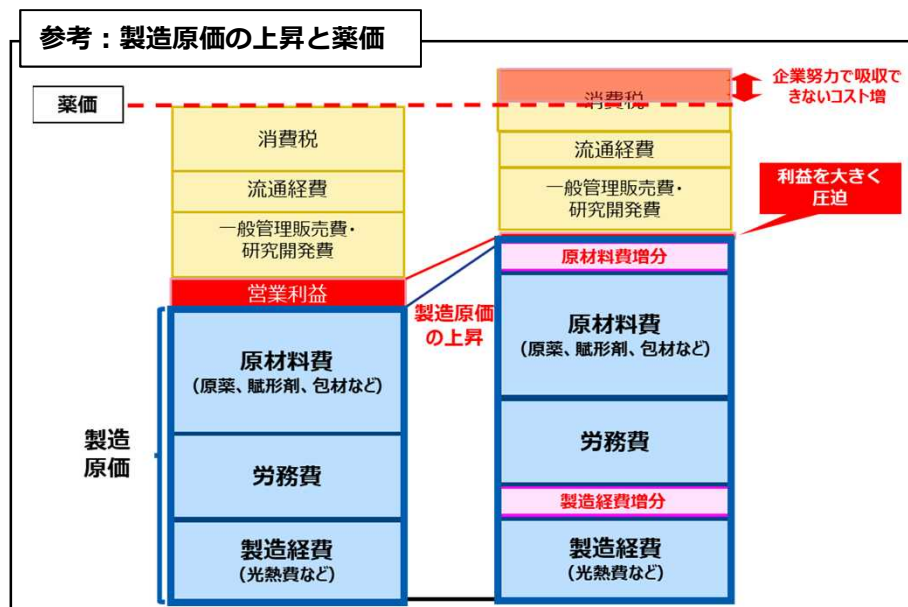 参考：製造原価の上昇と薬価
薬価
消費税
流通経費
一般管理販売費・
研究開発費
営業利益
製造
原価
原材料費
(原薬、賦形剤、包材など)
労務費
製造経費
(光熱費など)
製造原価
の上昇
企業努力で吸収で
きないコスト増
消費税
流通経費
一般管理販売費・
研究開発費
利益を大きく
圧迫
原材料費増分
原材料費
(原薬、賦形剤、包材など)
労務費
製造経費増分
製造経費
(光熱費など)